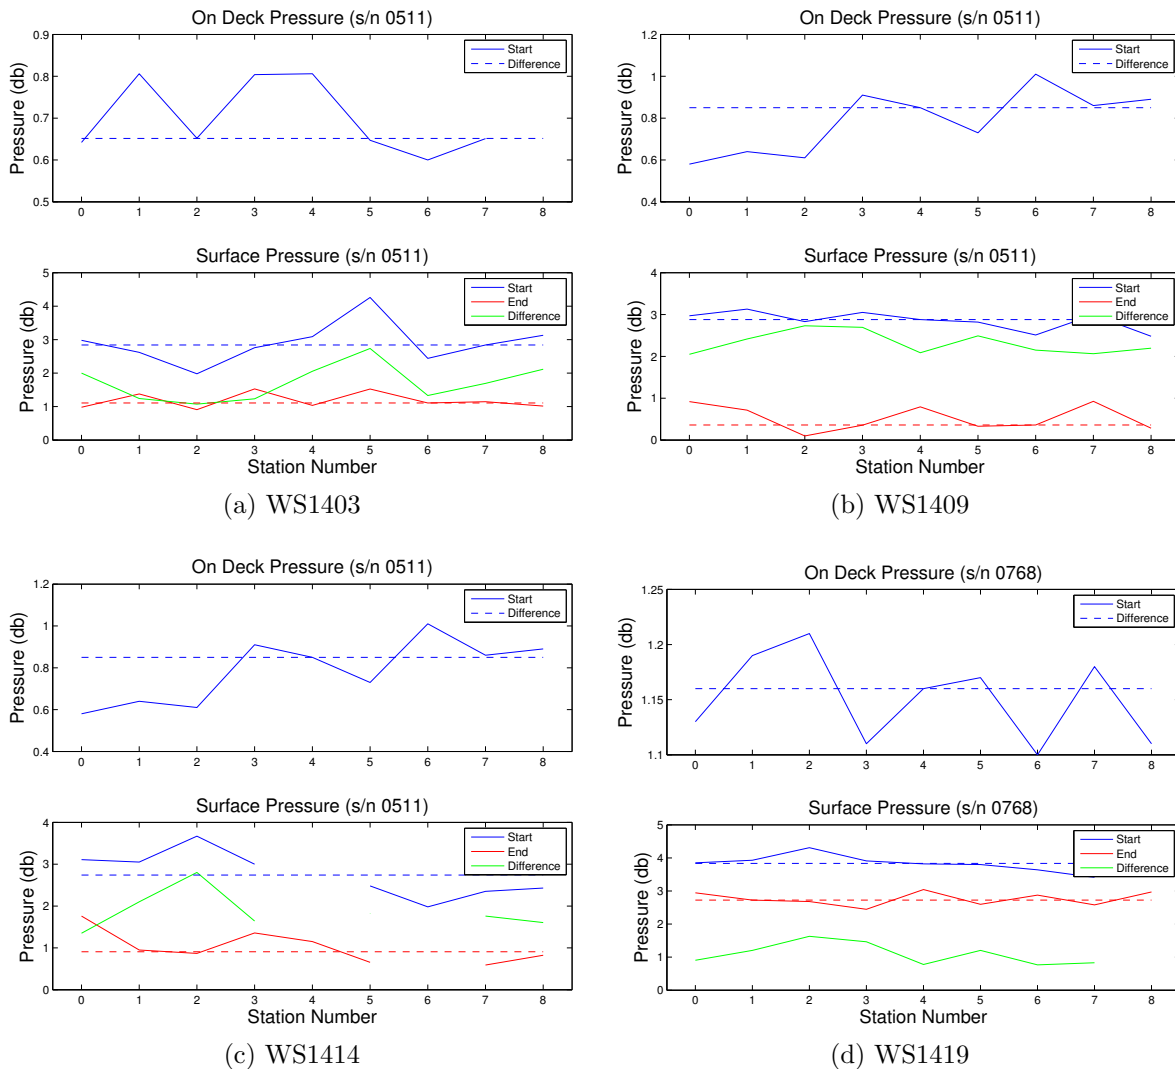 On Deck Pressure (s/n 0511)
0.9
0.8
0.7
0.6
0.5
Pressure (db)
Start
Difference
0 1 2 3 4 5 6 7 8
Surface Pressure (s/n 0511)
5
4
3
2
1
0
Pressure (db)
Start
End
Difference
0 1 2 3 4 5 6 7 8
Station Number
(a) WS1403
On Deck Pressure (s/n 0511)
1.2
1
0.8
0.6
0.4
Pressure (db)
Start
Difference
0 1 2 3 4 5 6 7 8
Surface Pressure (s/n 0511)
4
3
2
1
0
Pressure (db)
Start
End
Difference
0 1 2 3 4 5 6 7 8
Station Number
(b) WS1409
On Deck Pressure (s/n 0511)
1.2
1
0.8
0.6
0.4
Pressure (db)
Start
Difference
0 1 2 3 4 5 6 7 8
Surface Pressure (s/n 0511)
4
3
2
1
0
Pressure (db)
Start
End
Difference
0 1 2 3 4 5 6 7 8
Station Number
(c) WS1414
On Deck Pressure (s/n 0768)
1.25
1.2
1.15
1.1
Pressure (db)
Start
Difference
0 1 2 3 4 5 6 7 8
Surface Pressure (s/n 0768)
5
4
3
2
1
0
Pressure (db)
Start
End
Difference
0 1 2 3 4 5 6 7 8
Station Number
(d) WS1419